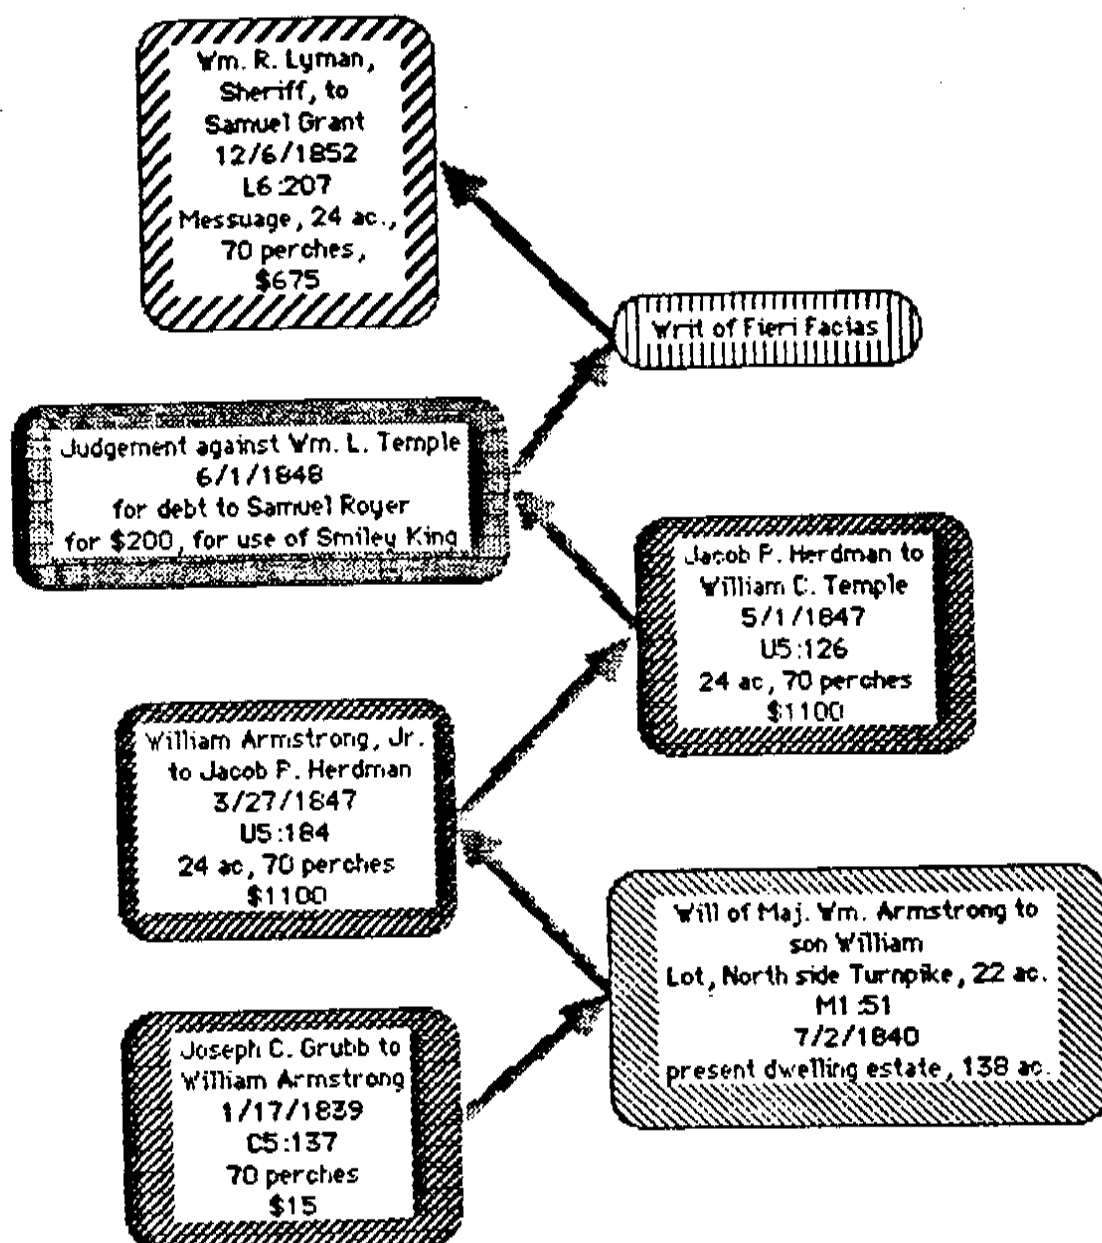 Wm. R. Lyman,
Sheriff, to
Samuel Grant
12/6/1852
L6:207
Messuage, 24 ac.,
70 perches,
$675
Writ of Fieri Facias
Judgement against Wm. L. Temple
6/1/1848
for debt to Samuel Royer
for $200, for use of Smiley King
Jacob P. Herdman to
William C. Temple
5/1/1847
U5:126
24 ac, 70 perches
$1100
William Armstrong, Jr.
to Jacob P. Herdman
3/27/1847
U5:184
24 ac, 70 perches
$1100
Will of Maj. Wm. Armstrong to
son William
Lot, North side Turnpike, 22 ac.
M1:51
7/2/1840
present dwelling estate, 138 ac.
Joseph C. Grubb to
William Armstrong
1/17/1839
C5:137
70 perches
$15